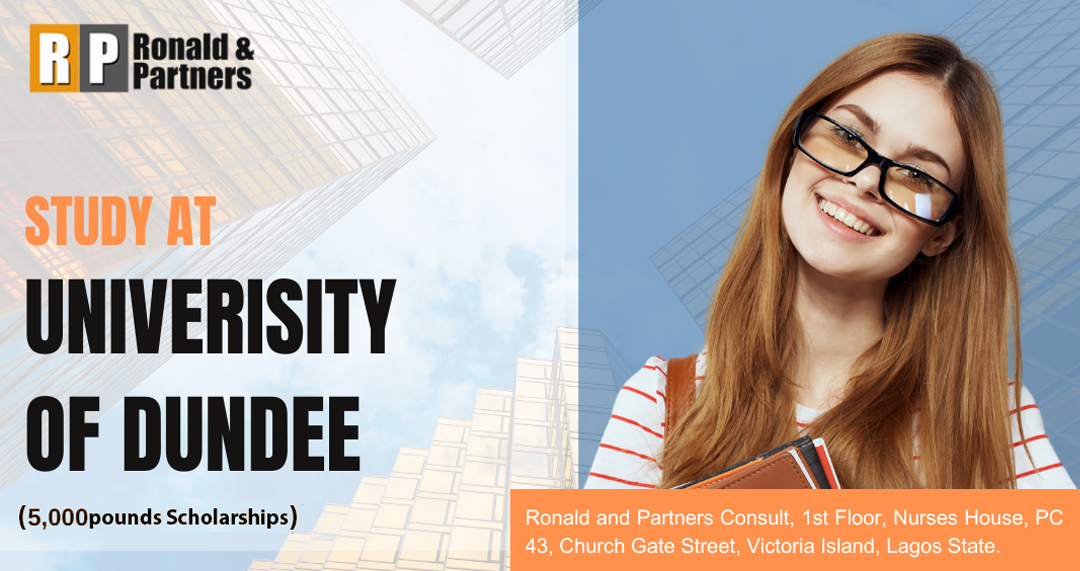 RP Ronald &
Partners
STUDY AT
UNIVERISITY
OF DUNDEE
(5,000pounds Scholarships)
Ronald and Partners Consult, 1st Floor, Nurses House, PC
43, Church Gate Street, Victoria Island, Lagos State.